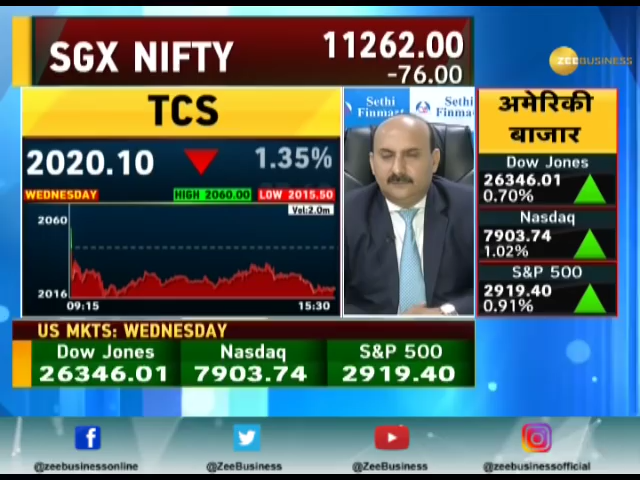 SGX NIFTY
11262.00
-76.00
ZEEBUSINESS
TCS
2020.10
1.35%
WEDNESDAY
HIGH 2060.00
LOW 2015.50
Vol:2.0m
2060
2016
09:15
15:30
Sethi
Finmart
Sethi
Finma
अमेरिकी
बाजार
Dow Jones
26346.01
0.70%
Nasdaq
7903.74
1.02%
S&P 500
2919.40
0.91%
US MKTS: WEDNESDAY
Dow Jones
26346.01
Nasdaq
7903.74
S&P 500
2919.40
@zeebusinessonline
@ZeeBusiness
@ZeeBusiness
@zeebusinessofficial